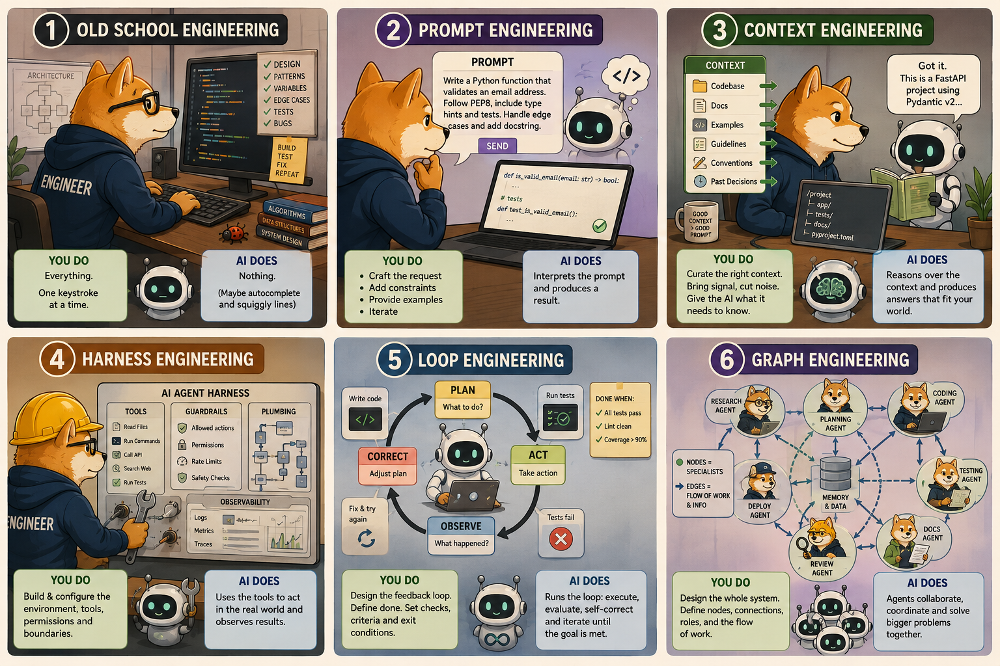 1 OLD SCHOOL ENGINEERING
ARCHITECTURE
✓ DESIGN
✓ PATTERNS
✓ VARIABLES
✓ EDGE CASES
✓ TESTS
✓ BUGS
BUILD
TEST
FIX
REPEAT
ENGINEER
ALGORITHMS
DATA STRUCTURES
SYSTEM DESIGN
YOU DO
Everything.
One keystroke
at a time.
AI DOES
Nothing.
(Maybe autocomplete
and squiggly lines)
2 PROMPT ENGINEERING
PROMPT
Write a Python function that
validates an email address.
Follow PEP8, include type
hints and tests. Handle edge
cases and add docstring.
SEND
</>
def is_valid_email(email: str) -> bool:
...
# tests
def test_is_valid_email():
...
YOU DO
• Craft the request
• Add constraints
• Provide examples
• Iterate
AI DOES
Interprets the prompt
and produces a
result.
3 CONTEXT ENGINEERING
CONTEXT
Codebase
Docs
</> Examples
Guidelines
Conventions
Past Decisions
Got it.
This is a FastAPI
project using
Pydantic v2...
/project
├ app/
├ tests/
├ docs/
├ pyproject.toml
GOOD
CONTEXT
> GOOD
PROMPT
YOU DO
Curate the right context.
Bring signal, cut noise.
Give the AI what it
needs to know.
AI DOES
Reasons over the
context and produces
answers that fit your
world.
4 HARNESS ENGINEERING
AI AGENT HARNESS
TOOLS
Read Files
Run Commands
Call API
Search Web
Run Tests
GUARDRAILS
Allowed actions
Permissions
Rate Limits
Safety Checks
PLUMBING
OBSERVABILITY
Logs
Metrics
Traces
ENGINEER
YOU DO
Build & configure the
environment, tools,
permissions and
boundaries.
AI DOES
Uses the tools to act
in the real world and
observes results.
5 LOOP ENGINEERING
Write code
</>
PLAN
What to do?
Run tests
DONE WHEN:
✓ All tests pass
✓ Lint clean
✓ Coverage > 90%
CORRECT
Adjust plan
ACT
Take action
Fix & try
again
OBSERVE
What happened?
Tests fail
YOU DO
Design the feedback loop.
Define done. Set checks,
criteria and exit
conditions.
AI DOES
Runs the loop: execute,
evaluate, self-correct
and iterate until
the goal is met.
6 GRAPH ENGINEERING
RESEARCH
AGENT
PLANNING
AGENT
CODING
AGENT
NODES =
SPECIALISTS
EDGES =
FLOW OF WORK
& INFO
DEPLOY
AGENT
MEMORY
& DATA
TESTING
AGENT
REVIEW
AGENT
DOCS
AGENT
YOU DO
Design the whole system.
Define nodes, connections,
roles, and the flow
of work.
AI DOES
Agents collaborate,
coordinate and solve
bigger problems
together.